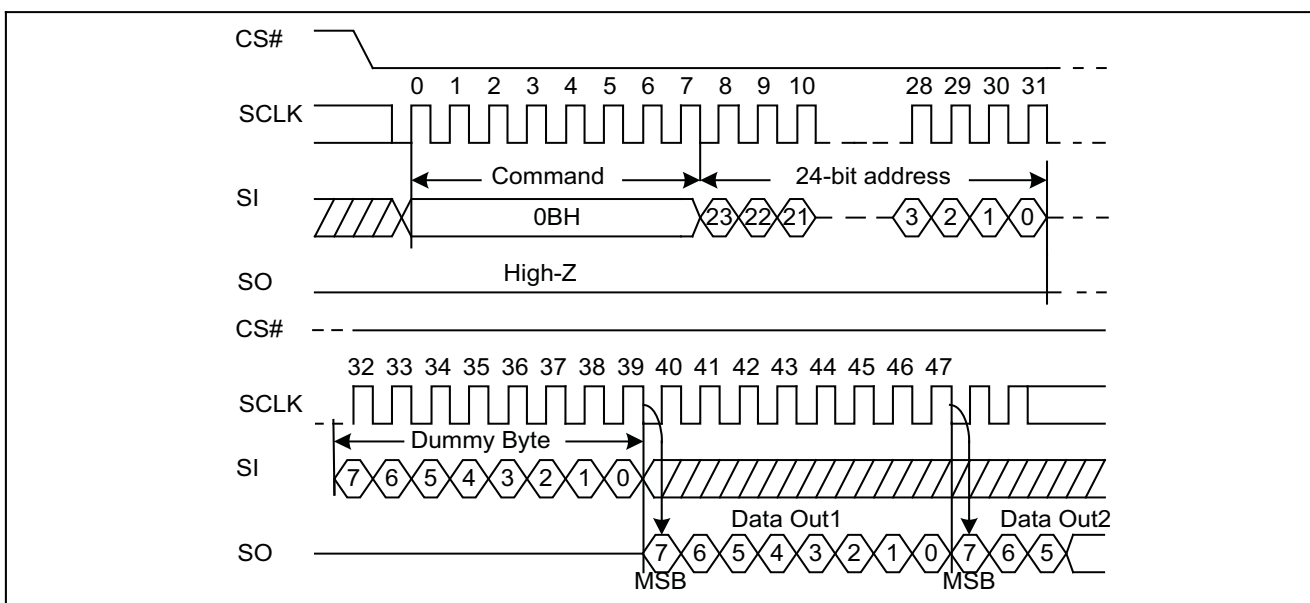 CS#
0 1 2 3 4 5 6 7 8 9 10 28 29 30 31
SCLK
Command 24-bit address
SI
0BH 23 22 21 3 2 1 0
High-Z
SO
CS#
32 33 34 35 36 37 38 39 40 41 42 43 44 45 46 47
SCLK
Dummy Byte
SI
7 6 5 4 3 2 1 0
Data Out1 Data Out2
SO
7 6 5 4 3 2 1 0 7 6 5
MSB MSB